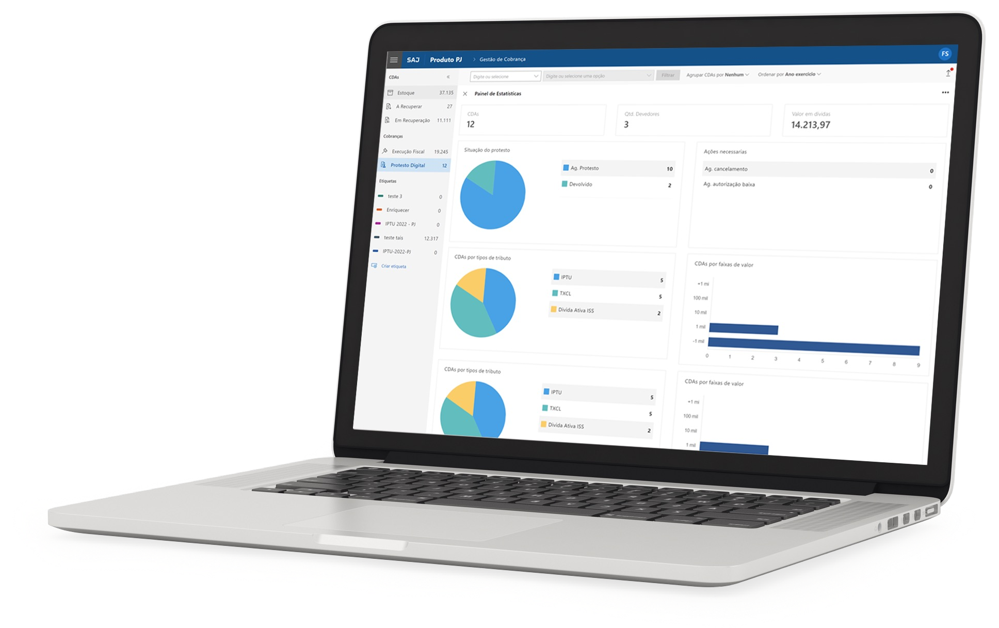 SAJ Produto PJ > Gestão de Cobrança FS
CDAs «
Digite ou selecione Digite ou selecione uma opção Filtrar Agrupar CDAs por Nenhum Ordenar por Ano exercício
Estoque 37.135
A Recuperar 27
Em Recuperação 11.111
Cobranças
Execução Fiscal 19.245
Protesto Digital 12
Etiquetas
teste 3 0
Enriquecer 0
IPTU 2022 - PJ 0
teste tais 12.317
IPTU-2022-PJ 0
Criar etiqueta
Painel de Estatísticas
CDAs
12
Qtd. Devedores
3
Valor em dívidas
14.213,97
Situação do protesto
Ag. Protesto 10
Devolvido 2
Ações necessarias
Ag. cancelamento 0
Ag. autorização baixa 0
CDAs por tipos de tributo
IPTU 5
TXCL 5
Dívida Ativa ISS 2
CDAs por faixas de valor
+1 mi
100 mil
10 mil
1 mil
-1 mil
0 1 2 3 4 5 6 7 8 9
CDAs por tipos de tributo
IPTU 5
TXCL 5
Dívida Ativa ISS 2
CDAs por faixas de valor
+1 mi
100 mil
10 mil
1 mil